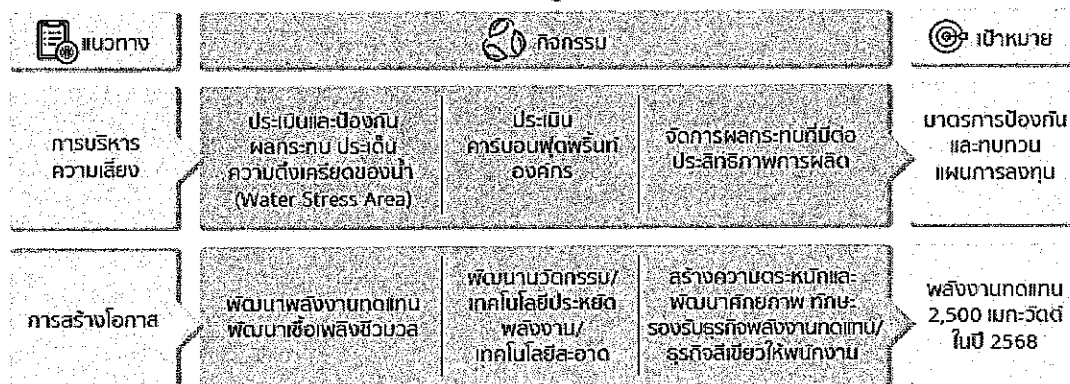 แนวทาง
กิจกรรม
เป้าหมาย
การบริหาร
ความเสี่ยง
ประเมินและป้องกัน
ผลกระทบ ประเด็น
ความตึงเครียดของน้ำ
(Water Stress Area)
ประเมิน
คาร์บอนฟุตพริ้นท์
องค์กร
จัดการผลกระทบที่มีต่อ
ประสิทธิภาพการผลิต
มาตรการป้องกัน
และทบทวน
แผนการลงทุน
การสร้างโอกาส
พัฒนาพลังงานทดแทน
พัฒนาเชื้อเพลิงชีวมวล
พัฒนานวัตกรรม/
เทคโนโลยีประหยัด
พลังงาน/
เทคโนโลยีสะอาด
สร้างความตระหนักและ
พัฒนาศักยภาพ ทักษะ
รองรับธุรกิจพลังงานทดแทน/
ธุรกิจสีเขียวให้พนักงาน
พลังงานทดแทน
2,500 เมกะวัตต์
ในปี 2568